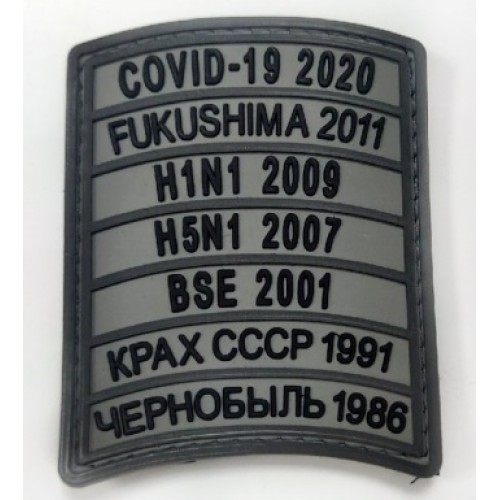 COVID-19 2020
FUKUSHIMA 2011
H1N1 2009
H5N1 2007
BSE 2001
КРАХ СССР 1991
ЧЕРНОБЫЛЬ 1986